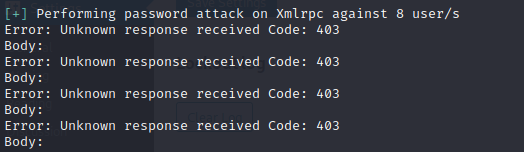 [+] Performing password attack on Xmlrpc against 8 user/s
Error: Unknown response received Code: 403
Body:
Error: Unknown response received Code: 403
Body:
Error: Unknown response received Code: 403
Body:
Error: Unknown response received Code: 403
Body: